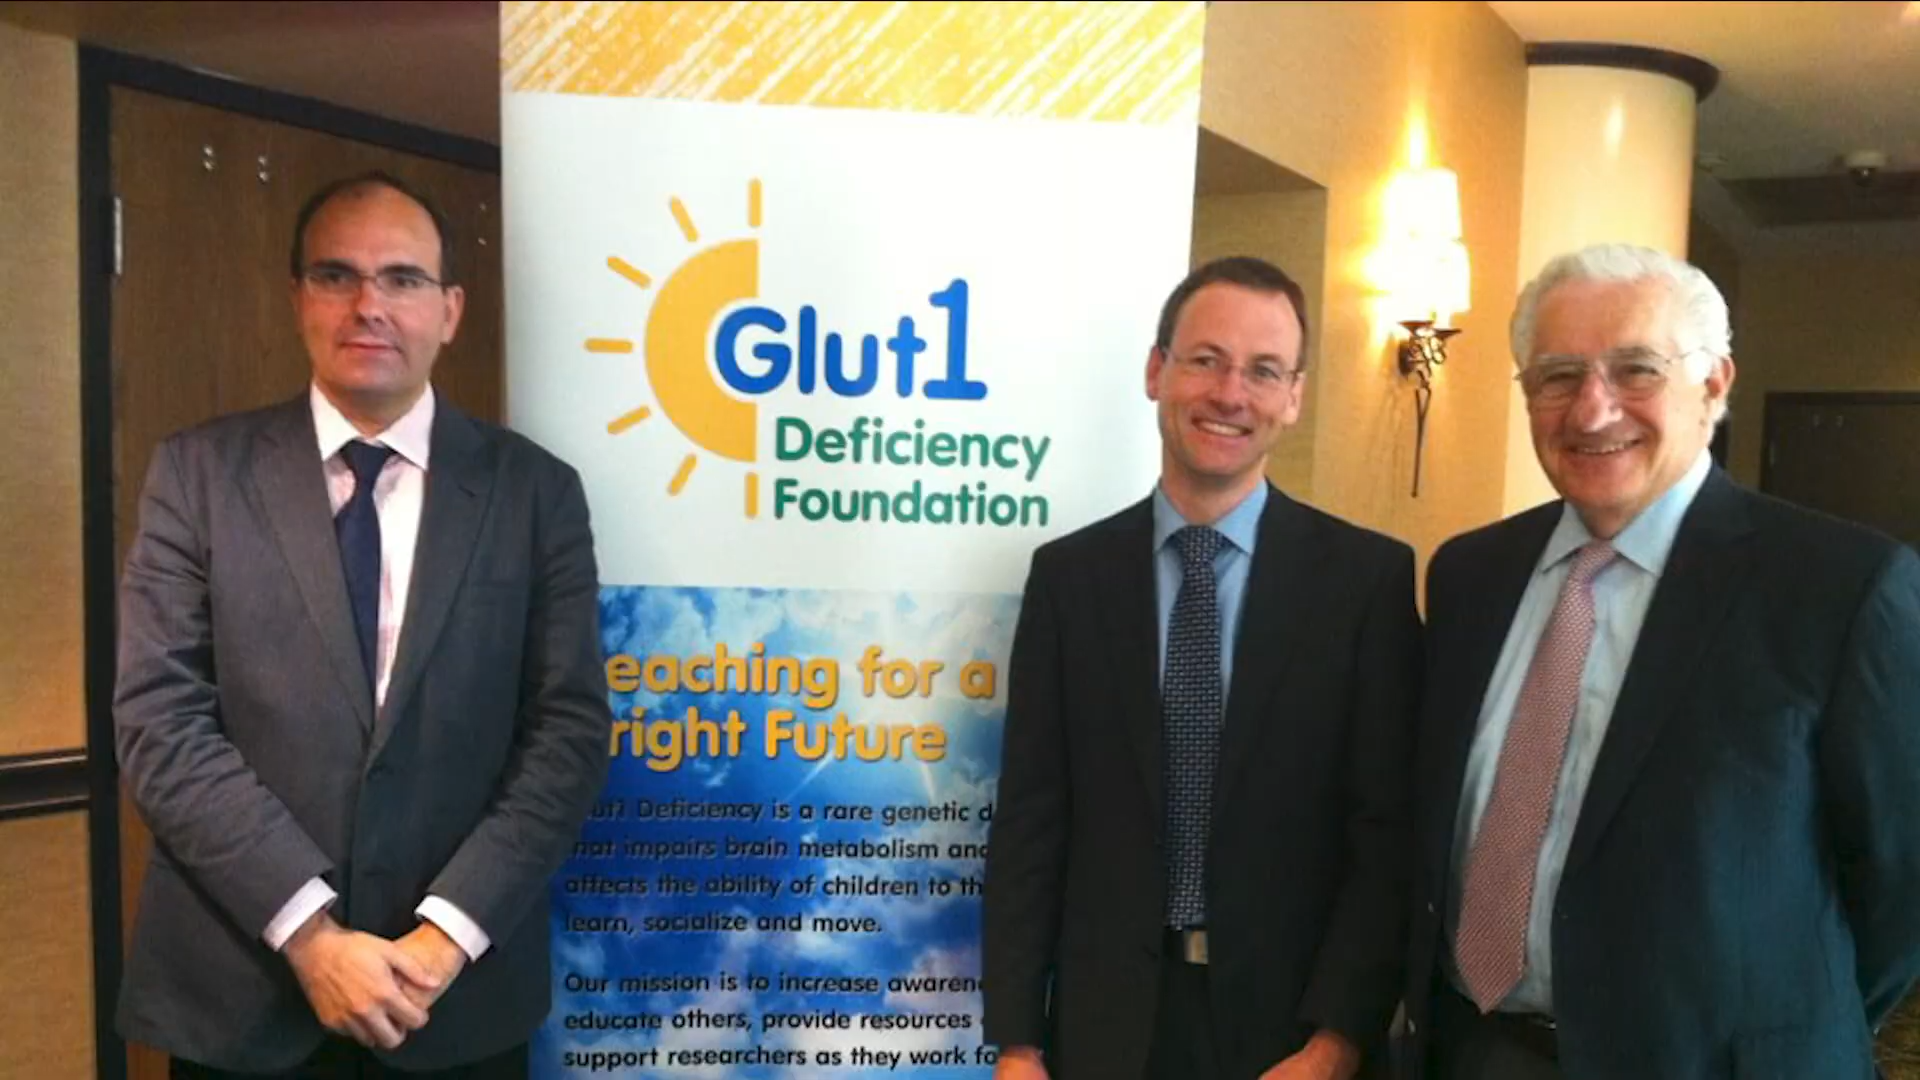 Glut1
Deficiency
Foundation
eaching for a
right Future
Deficiency is a rare genetic
impairs brain metabolism and
affects the ability of children to
learn, socialize and move.
Our mission is to increase
educate others, provide resources
support researchers as they work